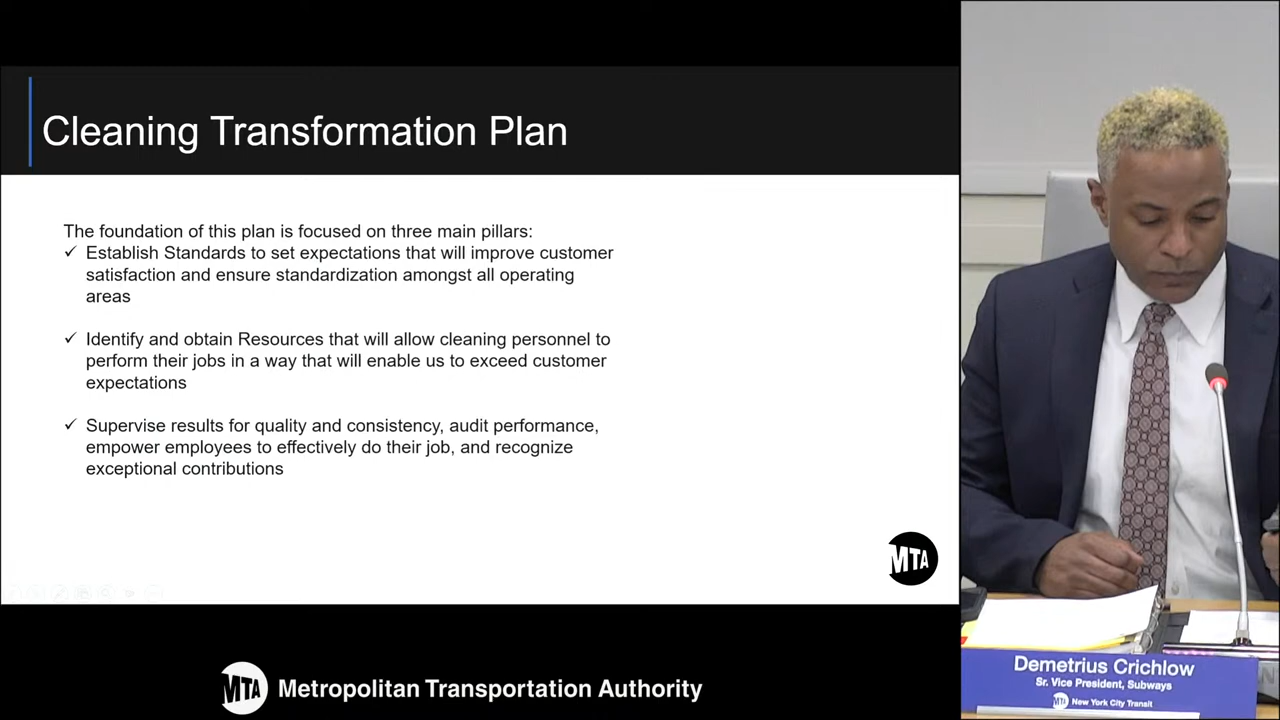 Cleaning Transformation Plan
The foundation of this plan is focused on three main pillars:
✓ Establish Standards to set expectations that will improve customer
satisfaction and ensure standardization amongst all operating
areas
✓ Identify and obtain Resources that will allow cleaning personnel to
perform their jobs in a way that will enable us to exceed customer
expectations
✓ Supervise results for quality and consistency, audit performance,
empower employees to effectively do their job, and recognize
exceptional contributions
MTA
MTA Metropolitan Transportation Authority
Demetrius Crichlow
Sr. Vice President, Subways
MTA New York City Transit